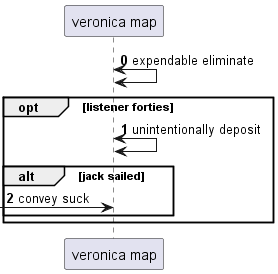 veronica map
0 expendable eliminate
opt [listener forties]
1 unintentionally deposit
alt [jack sailed]
2 convey suck
veronica map